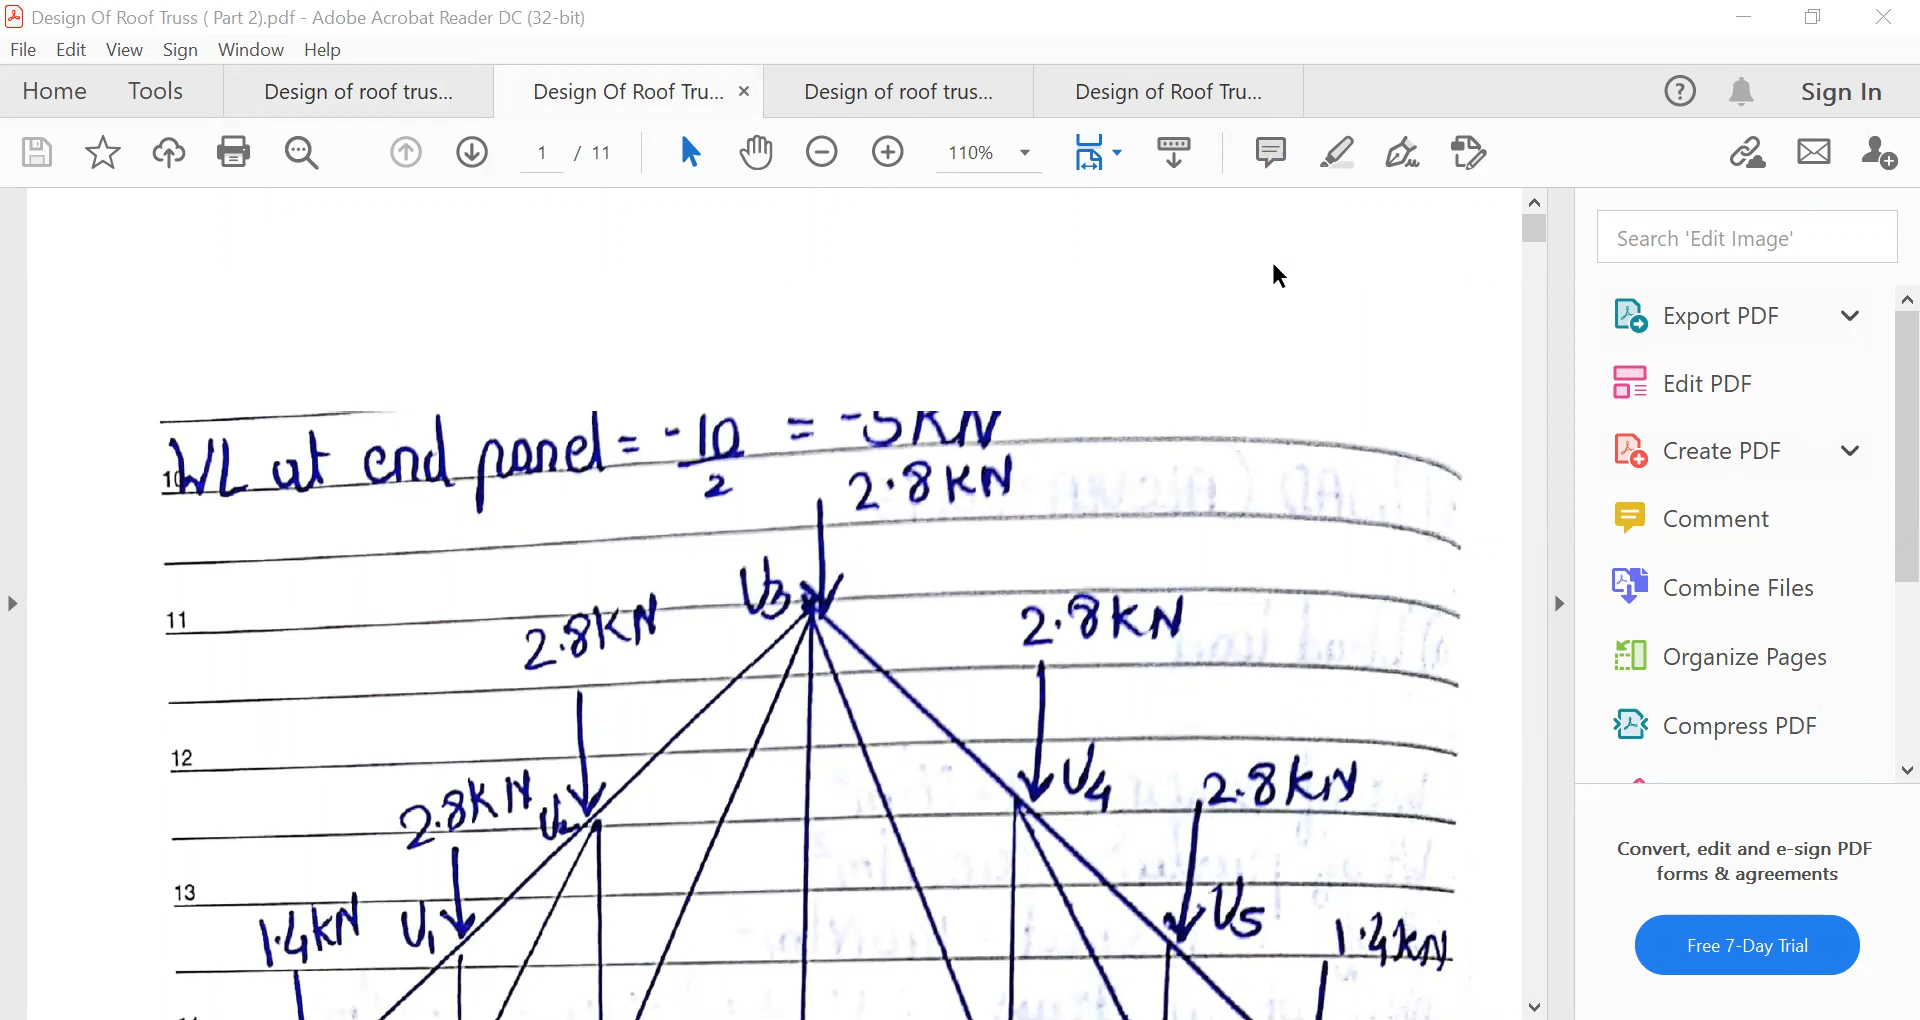 Design Of Roof Truss ( Part 2).pdf - Adobe Acrobat Reader DC (32-bit)
File Edit View Sign Window Help
Home Tools Design of roof trus... Design Of Roof Tru... × Design of roof trus... Design of Roof Tru... Sign In
1 / 11 110%
Search 'Edit Image'
Export PDF
Edit PDF
Create PDF
Comment
Combine Files
Organize Pages
Compress PDF
Convert, edit and e-sign PDF
forms & agreements
Free 7-Day Trial
10 WL at end panel = -10/2 = -5KN
2.8KN
U3
11
2.8KN
2.8KN
12
U4
2.8KN
2.8KN
U2
13
1.4KN
U1
U5
1.4KN